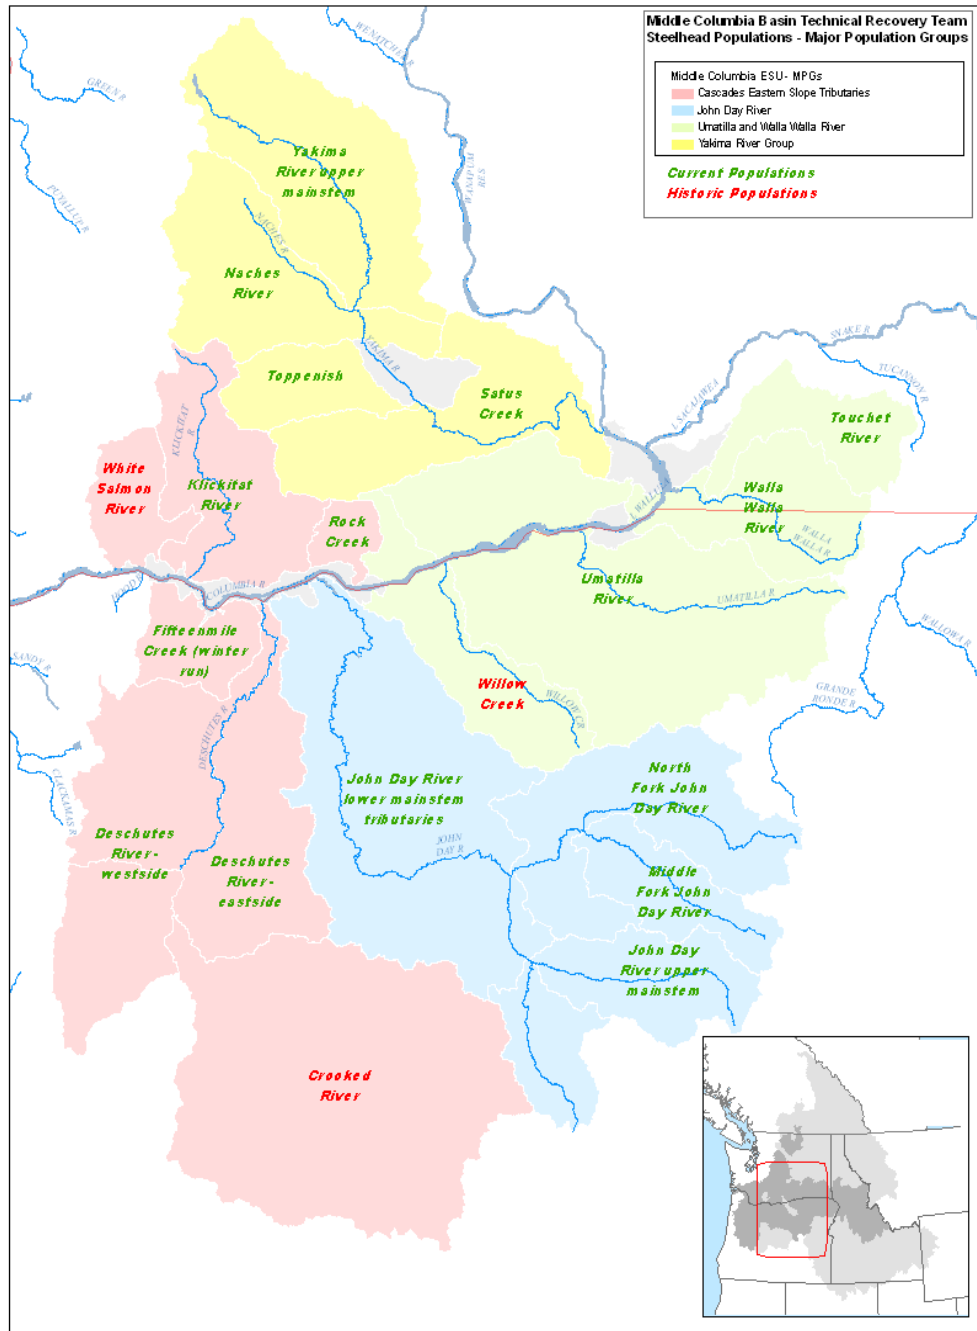 Middle Columbia Basin Technical Recovery Team
Steelhead Populations - Major Population Groups
Middle Columbia ESU - MPGs
Cascades Eastern Slope Tributaries
John Day River
Umatilla and Walla Walla River
Yakima River Group
Current Populations
Historic Populations
WENATCHEE R
GREEN R
PUYALLUP R
WANAPUM
RES
Yakima
River upper
mainstem
NACHES R
Naches
River
YAKIMA R
Toppenish
Satus
Creek
SNAKE R
TUCANNON R
L SACAJAWEA
Touchet
River
KLICKITAT
R
White
Salmon
River
Klickitat
River
Rock
Creek
L WALLULA
Walla
Walla
River
WALLA
WALLA R
HOOD R
COLUMBIA R
Umatilla
River
UMATILLA R
Fifteenmile
Creek (winter
run)
SANDY R
WALLOWA R
GRANDE
RONDE R
Willow
Creek
WILLOW CR
DESCHUTES R
CLACKAMAS R
John Day River
lower mainstem
tributaries
North
Fork John
Day River
JOHN
DAY R
Deschutes
River-
westside
Deschutes
River-
eastside
Middle
Fork John
Day River
John Day
River upper
mainstem
Crooked
River